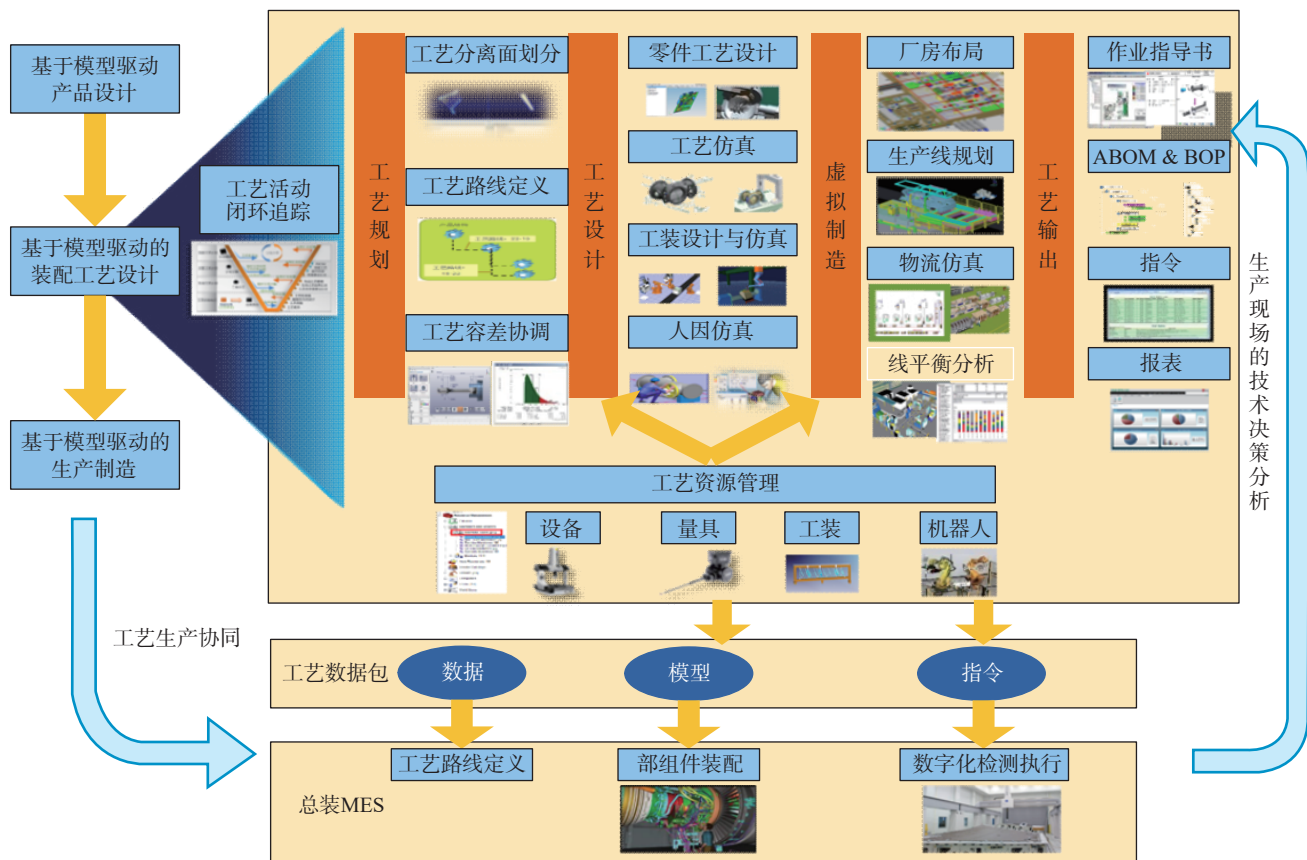 基于模型驱动
产品设计
基于模型驱动的
装配工艺设计
基于模型驱动的
生产制造
工艺活动
闭环追踪
工艺规划
工艺分离面划分
工艺路线定义
工艺容差协调
工艺设计
零件工艺设计
工艺仿真
工装设计与仿真
人因仿真
虚拟制造
厂房布局
生产线规划
物流仿真
线平衡分析
工艺输出
作业指导书
ABOM & BOP
指令
报表
工艺资源管理
设备
量具
工装
机器人
生产现场的技术决策分析
工艺生产协同
工艺数据包
数据
模型
指令
工艺路线定义
部组件装配
数字化检测执行
总装MES